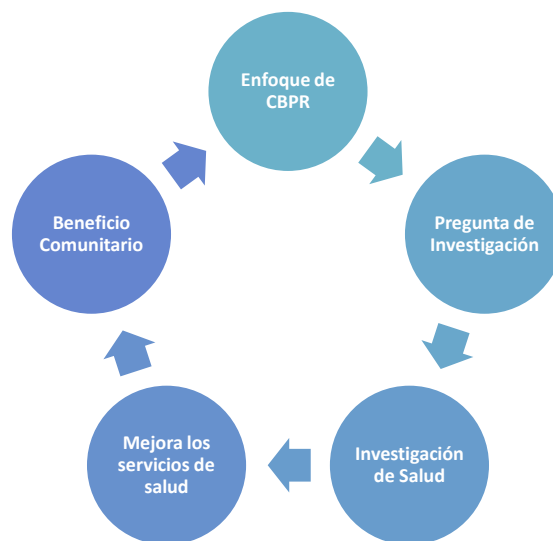 Enfoque de
CBPR
Pregunta de
Investigación
Investigación
de Salud
Mejora los
servicios de
salud
Beneficio
Comunitario